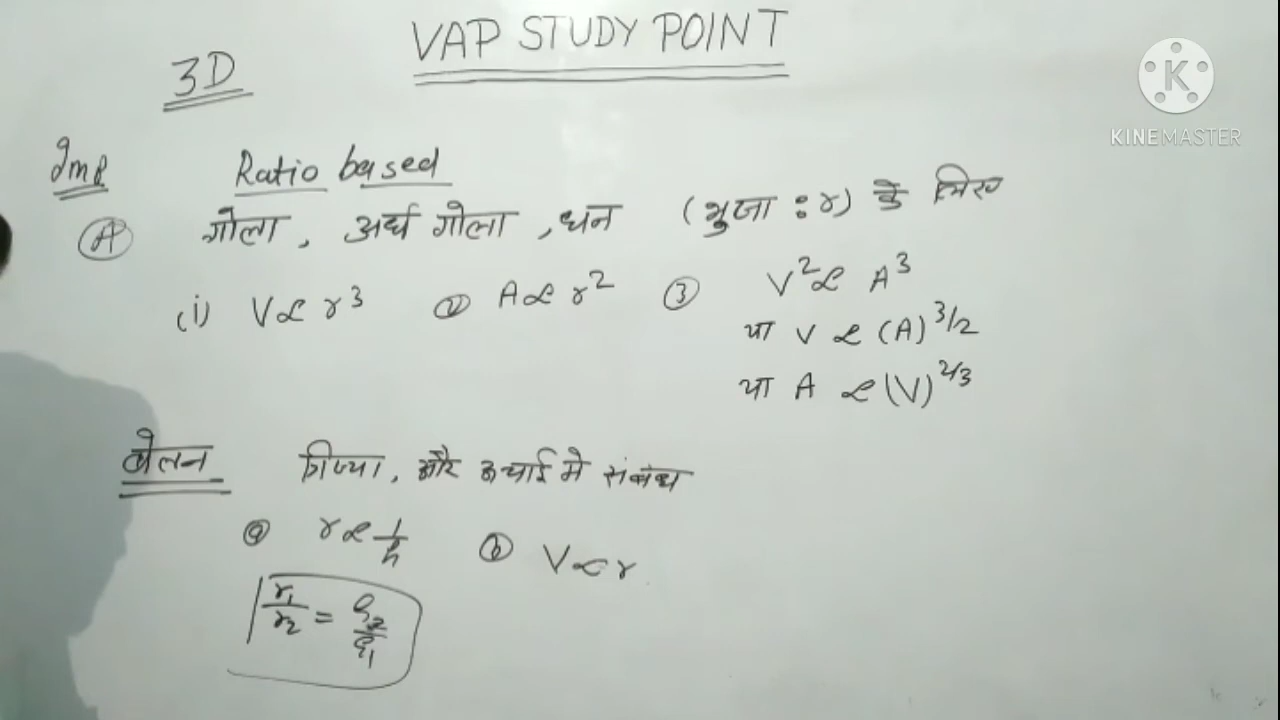 VAP STUDY POINT
3D
K
KINEMASTER
Imp Ratio based
A गोला, अर्ध गोला, घन (भुजा : r) के लिए
(i) V∝ r³ ② A∝ r² ③ V²∝ A³
या V ∝ (A)^3/2
या A ∝ (V)^2/3
बेलन त्रिज्या, और ऊचाई मे संबंध
ⓐ r ∝ 1/h ⓑ V∝r
r₁/r₂ = h₂/h₁